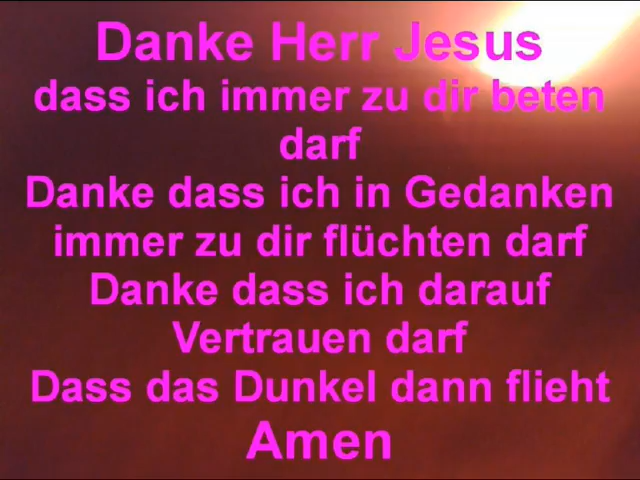 Danke Herr Jesus
dass ich immer zu dir beten
darf
Danke dass ich in Gedanken
immer zu dir flüchten darf
Danke dass ich darauf
Vertrauen darf
Dass das Dunkel dann flieht
Amen